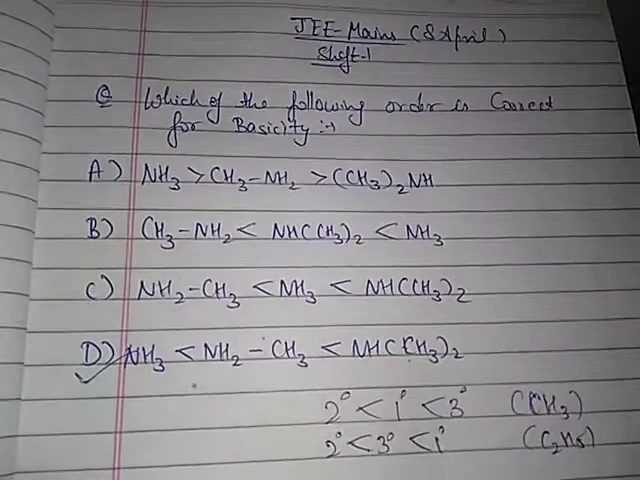 JEE-Mains (8 April)
Shift-1
Q Which of the following order is Correct
for Basicity :-
A) NH3 > CH3-NH2 > (CH3)2NH
B) CH3-NH2 < NH(CH3)2 < NH3
C) NH2-CH3 < NH3 < NH(CH3)2
D) NH3 < NH2-CH3 < NH(CH3)2
2° < 1° < 3° (CH3)
2° < 3° < 1° (C2H5)